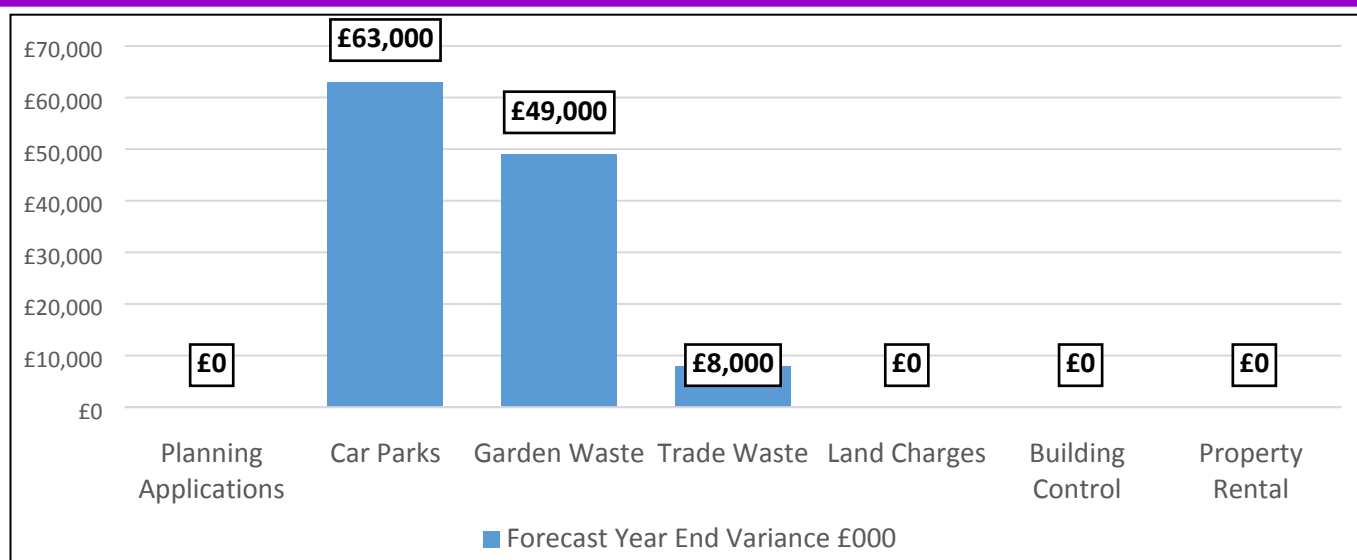 £70,000
£60,000
£50,000
£40,000
£30,000
£20,000
£10,000
£0
£0
£63,000
£49,000
£8,000
£0
£0
£0
Planning
Applications
Car Parks
Garden Waste
Trade Waste
Land Charges
Building
Control
Property
Rental
Forecast Year End Variance £000